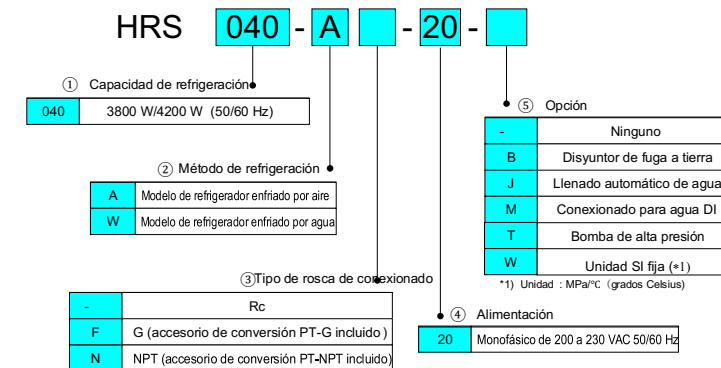 HRS 040 - A - 20 -
① Capacidad de refrigeración
040 3800 W/4200 W (50/60 Hz)
② Método de refrigeración
A Modelo de refrigerador enfriado por aire
W Modelo de refrigerador enfriado por agua
③Tipo de rosca de conexionado
- Rc
F G (accesorio de conversión PT-G incluido )
N NPT (accesorio de conversión PT-NPT incluido)
④ Alimentación
20 Monofásico de 200 a 230 VAC 50/60 Hz
⑤ Opción
- Ninguno
B Disyuntor de fuga a tierra
J Llenado automático de agua
M Conexionado para agua DI
T Bomba de alta presión
W Unidad SI fija (*1)
*1) Unidad : MPa/℃ (grados Celsius)